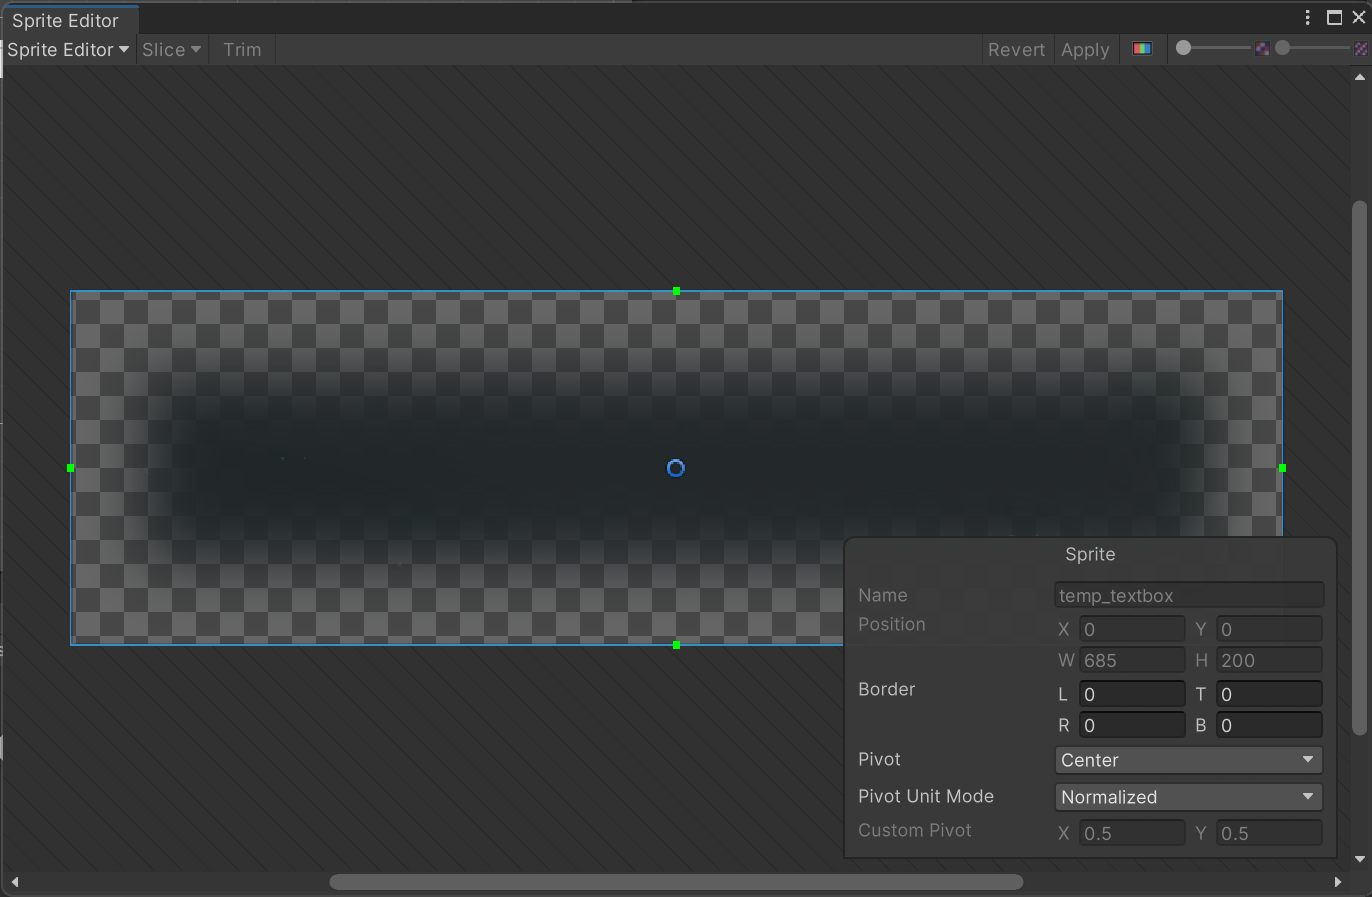 Sprite Editor
Sprite Editor Slice Trim Revert Apply
Sprite
Name temp_textbox
Position X 0 Y 0
W 685 H 200
Border L 0 T 0
R 0 B 0
Pivot Center
Pivot Unit Mode Normalized
Custom Pivot X 0.5 Y 0.5